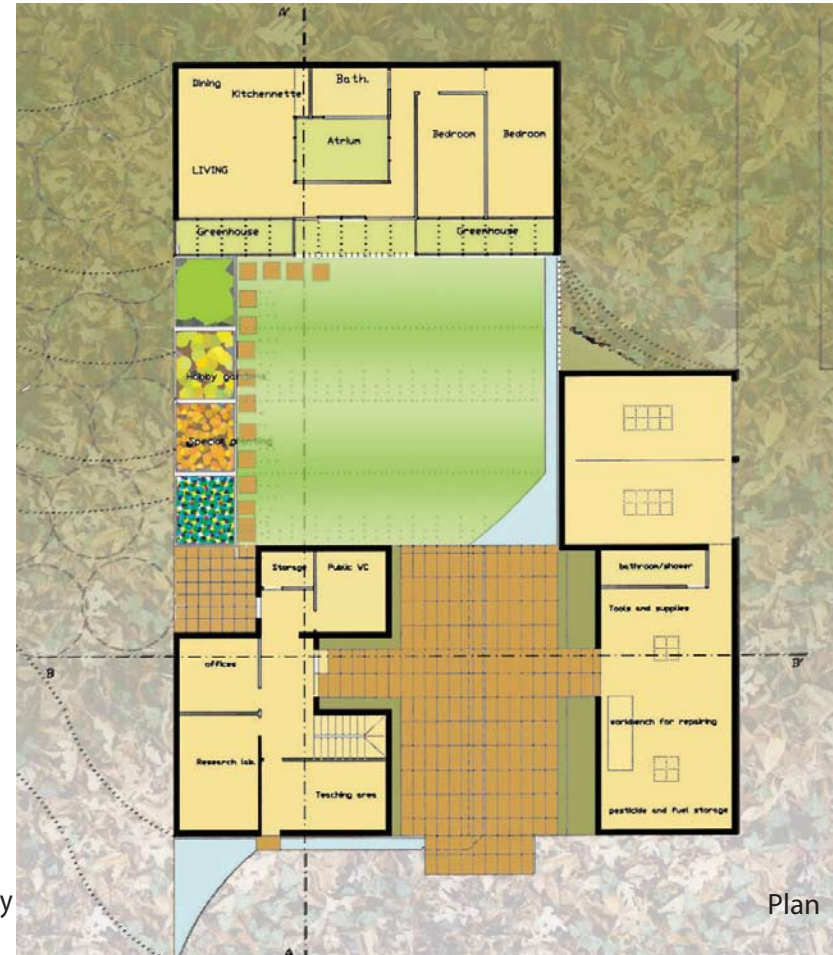 A'
Dining
Kitchennette
Bath.
Atrium
Bedroom
Bedroom
LIVING
Greenhouse
Greenhouse
Hobby gardens
Special planting
Storage
Public WC
bathroom/shower
Tools and supplies
offices
B
B'
workbench for repairing
Research lab.
Teaching area
pesticide and fuel storage
y
Plan
A